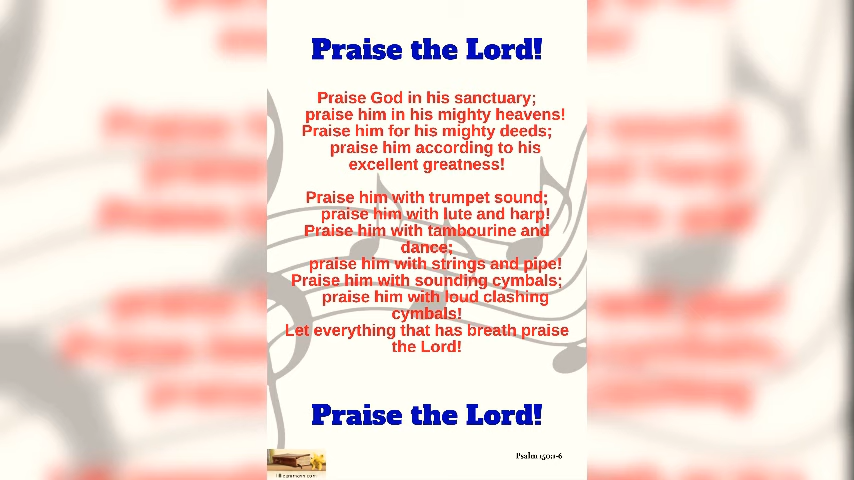 Praise the Lord!
Praise God in his sanctuary;
praise him in his mighty heavens!
Praise him for his mighty deeds;
praise him according to his
excellent greatness!
Praise him with trumpet sound;
praise him with lute and harp!
Praise him with tambourine and
dance;
praise him with strings and pipe!
Praise him with sounding cymbals;
praise him with loud clashing
cymbals!
Let everything that has breath praise
the Lord!
Praise the Lord!
Psalm 150:1-6